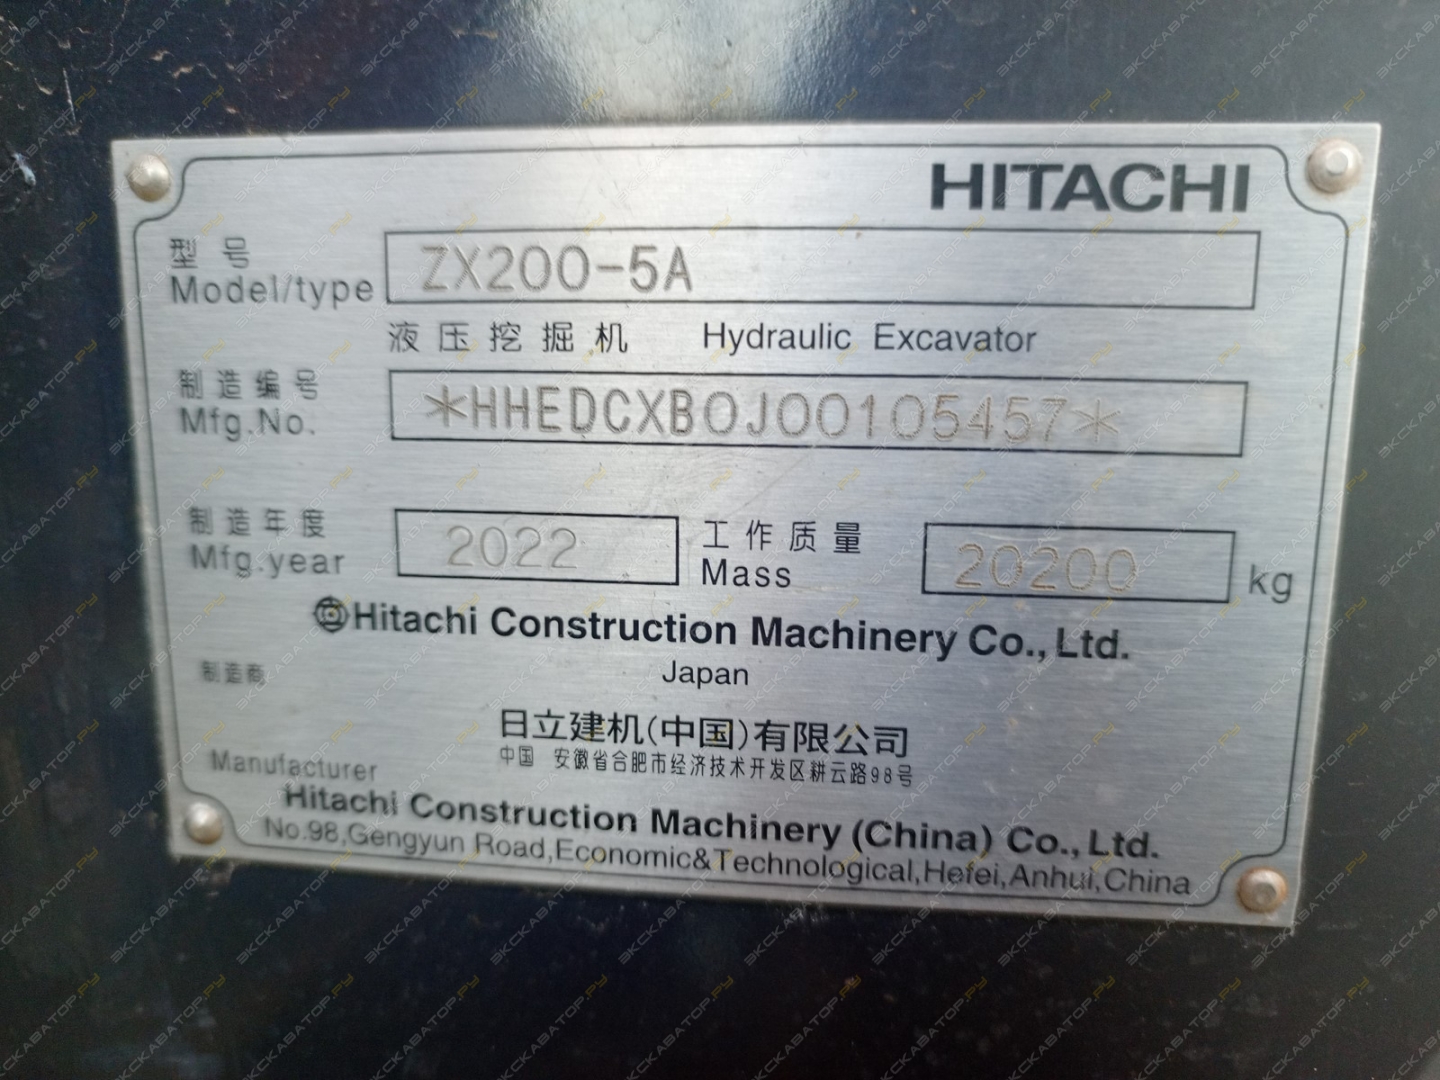 HITACHI
型号
Model/type
ZX200-5A
液压挖掘机 Hydraulic Excavator
制造编号
Mfg.No.
*HHEDCXB0J00105457*
制造年度
Mfg.year
2022
工作质量
Mass
20200
kg
Hitachi Construction Machinery Co.,Ltd.
Japan
制造商
日立建机(中国)有限公司
中国 安徽省合肥市经济技术开发区耕云路98号
Manufacturer
Hitachi Construction Machinery (China) Co., Ltd.
No.98,Gengyun Road,Economic&Technological,Hefei,Anhui,China
ЭКСКАВАТОР.РУ